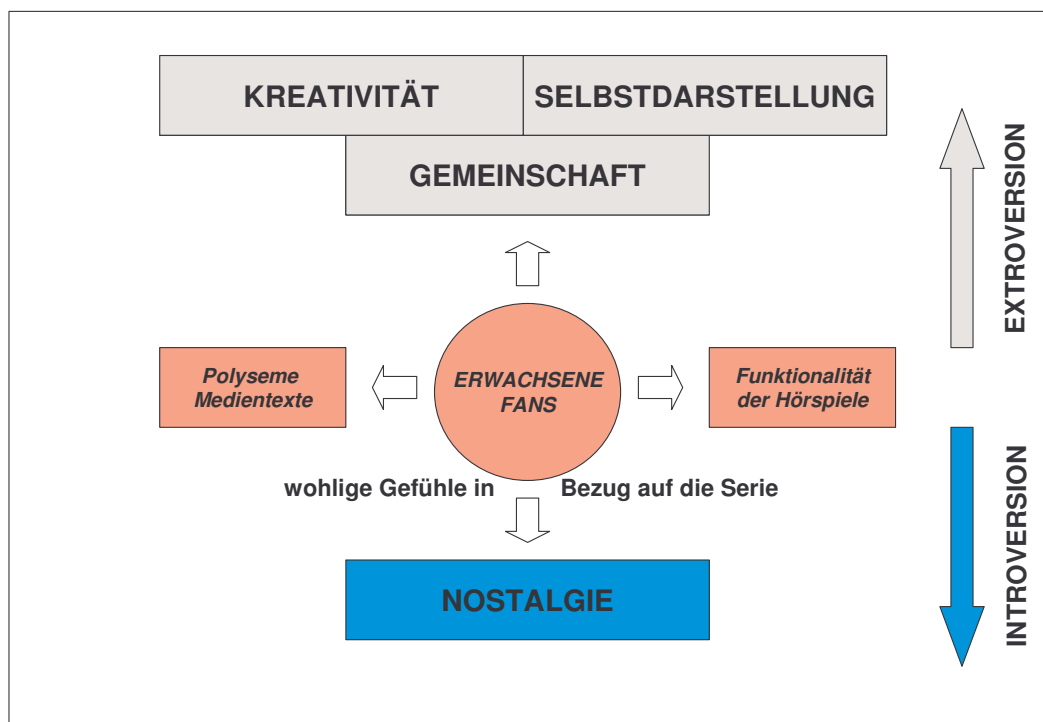 KREATIVITÄT
SELBSTDARSTELLUNG
GEMEINSCHAFT
EXTROVERSION
Polyseme
Medientexte
ERWACHSENE
FANS
Funktionalität
der Hörspiele
wohlige Gefühle in
Bezug auf die Serie
NOSTALGIE
INTROVERSION